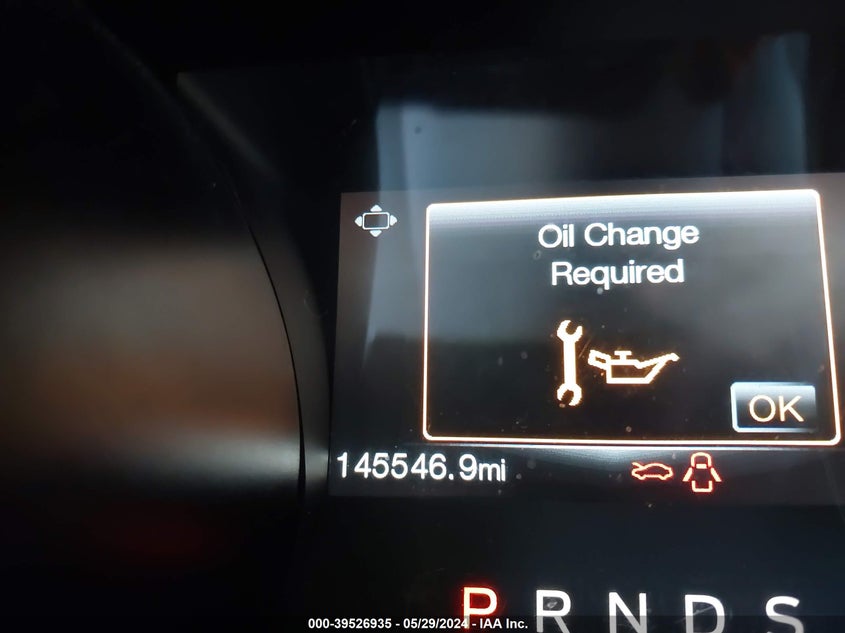 Oil Change
Required
OK
145546.9mi
P R N D S
000-39526935 - 05/29/2024 - IAA Inc.